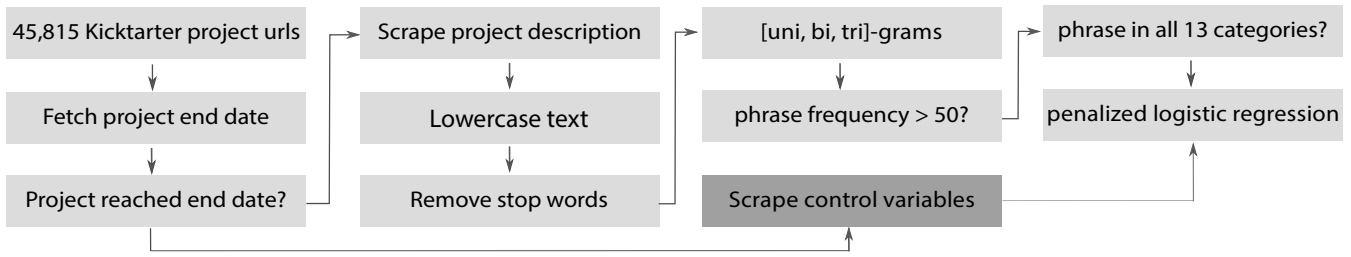 45,815 Kicktarter project urls
Fetch project end date
Project reached end date?
Scrape project description
Lowercase text
Remove stop words
[uni, bi, tri]-grams
phrase frequency > 50?
Scrape control variables
phrase in all 13 categories?
penalized logistic regression